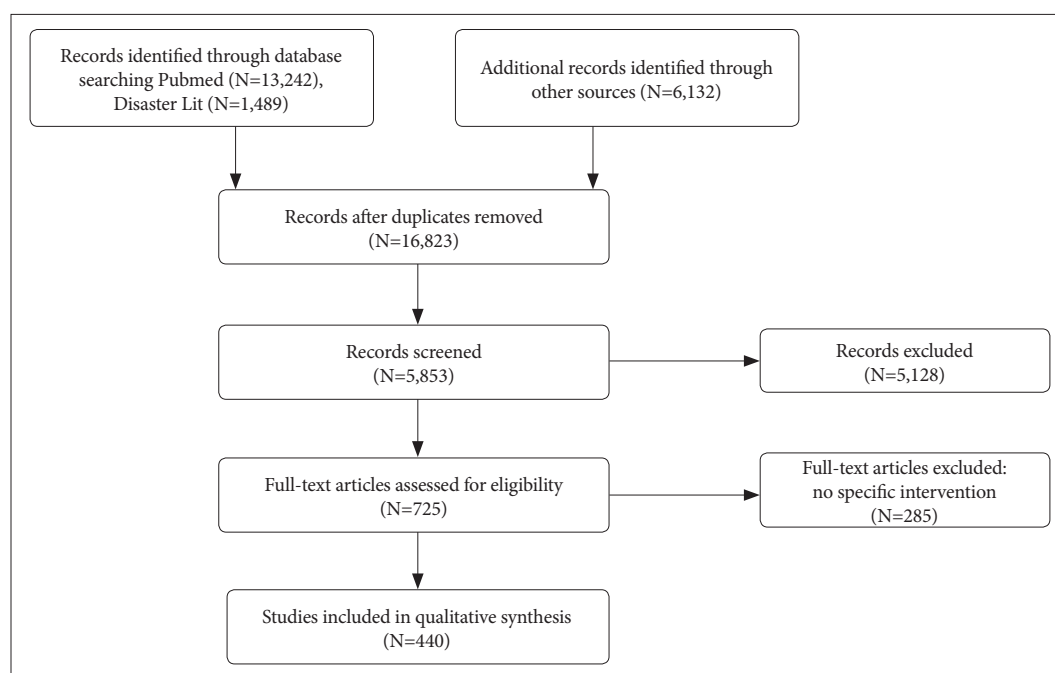 Records identified through database
searching Pubmed (N=13,242),
Disaster Lit (N=1,489)
Additional records identified through
other sources (N=6,132)
Records after duplicates removed
(N=16,823)
Records screened
(N=5,853)
Records excluded
(N=5,128)
Full-text articles assessed for eligibility
(N=725)
Full-text articles excluded:
no specific intervention
(N=285)
Studies included in qualitative synthesis
(N=440)